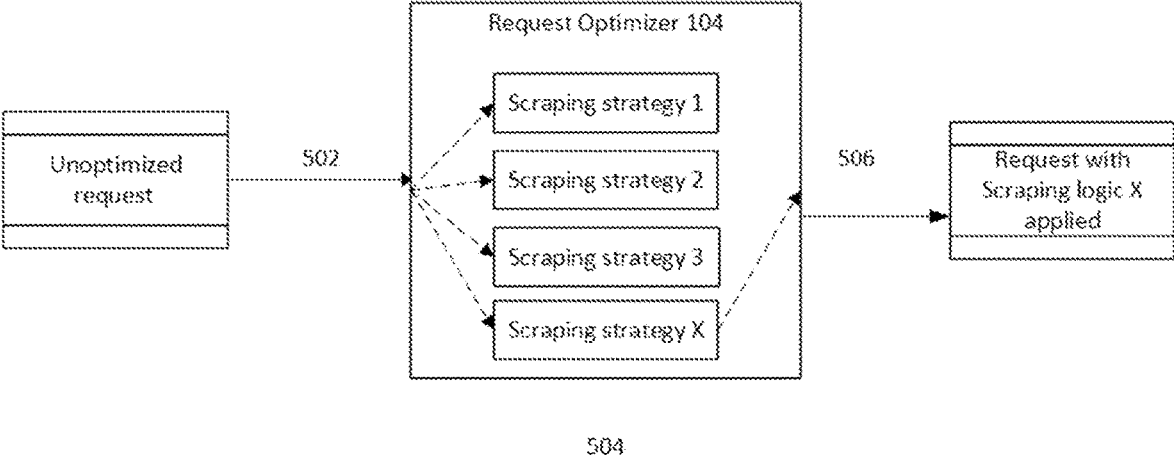 Request Optimizer 104
Scraping strategy 1
Unoptimized
request
502
Scraping strategy 2
506
Request with
Scraping logic X
applied
Scraping strategy 3
Scraping strategy X
504